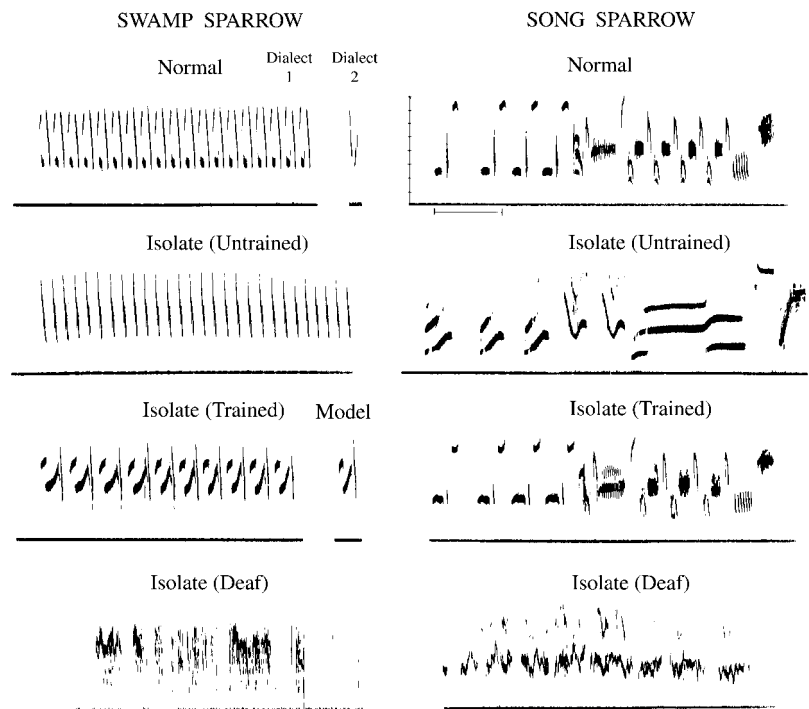 SWAMP SPARROW
SONG SPARROW
Normal
Dialect
1
Dialect
2
Normal
Isolate (Untrained)
Isolate (Untrained)
Isolate (Trained)
Model
Isolate (Trained)
Isolate (Deaf)
Isolate (Deaf)